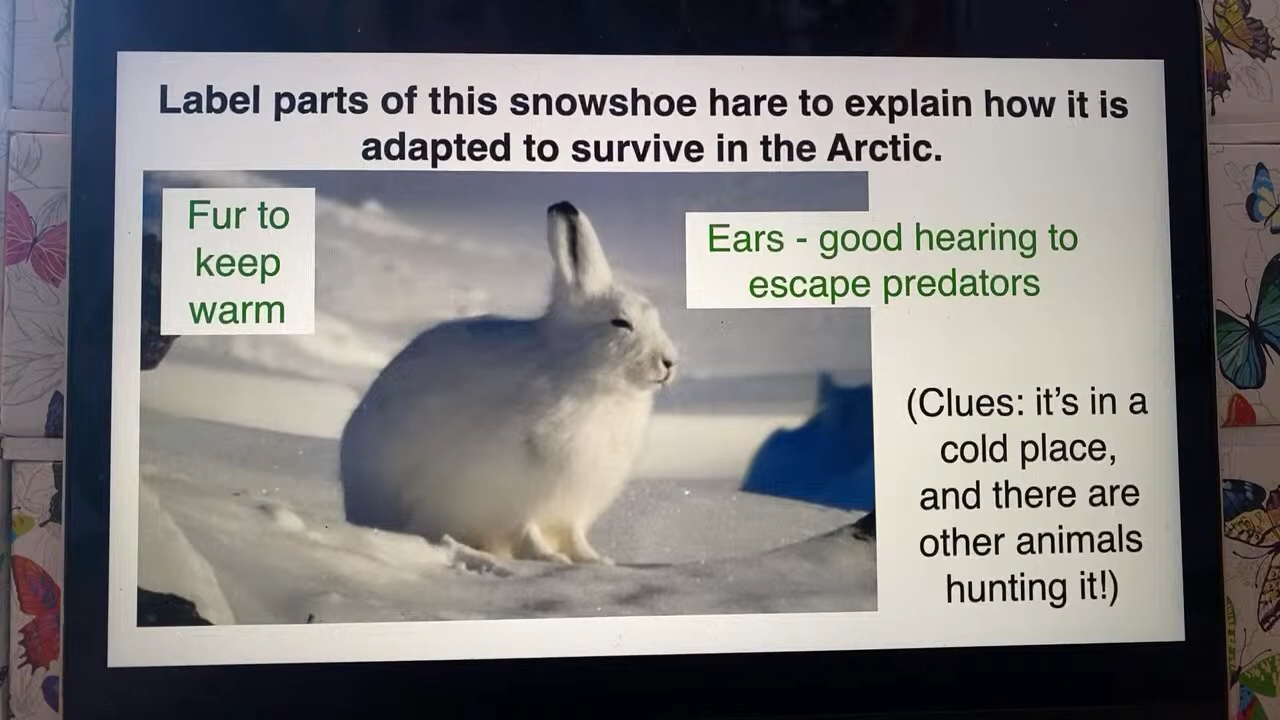 Label parts of this snowshoe hare to explain how it is
adapted to survive in the Arctic.
Fur to
keep
warm
Ears - good hearing to
escape predators
(Clues: it's in a
cold place,
and there are
other animals
hunting it!)